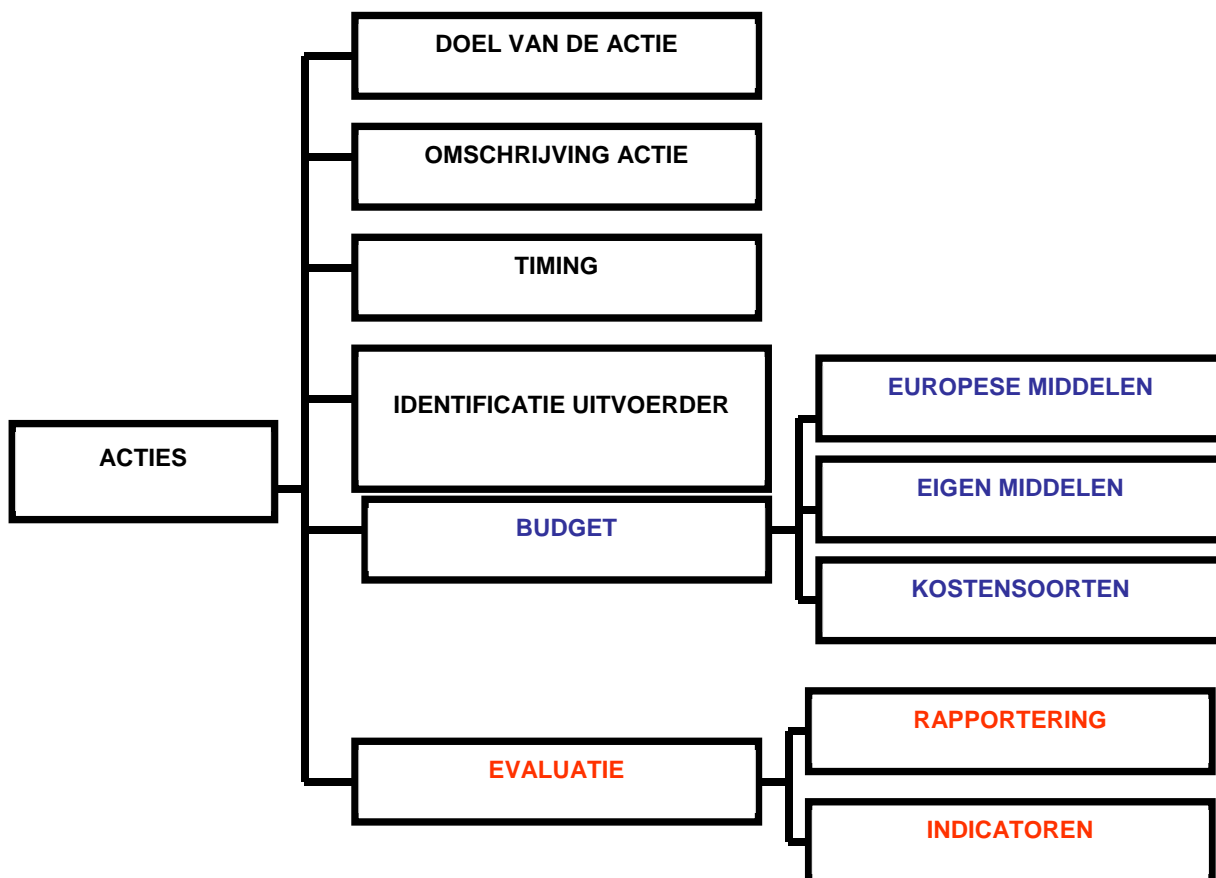 DOEL VAN DE ACTIE
OMSCHRIJVING ACTIE
TIMING
IDENTIFICATIE UITVOERDER
EUROPESE MIDDELEN
ACTIES
EIGEN MIDDELEN
BUDGET
KOSTENSOORTEN
RAPPORTERING
EVALUATIE
INDICATOREN